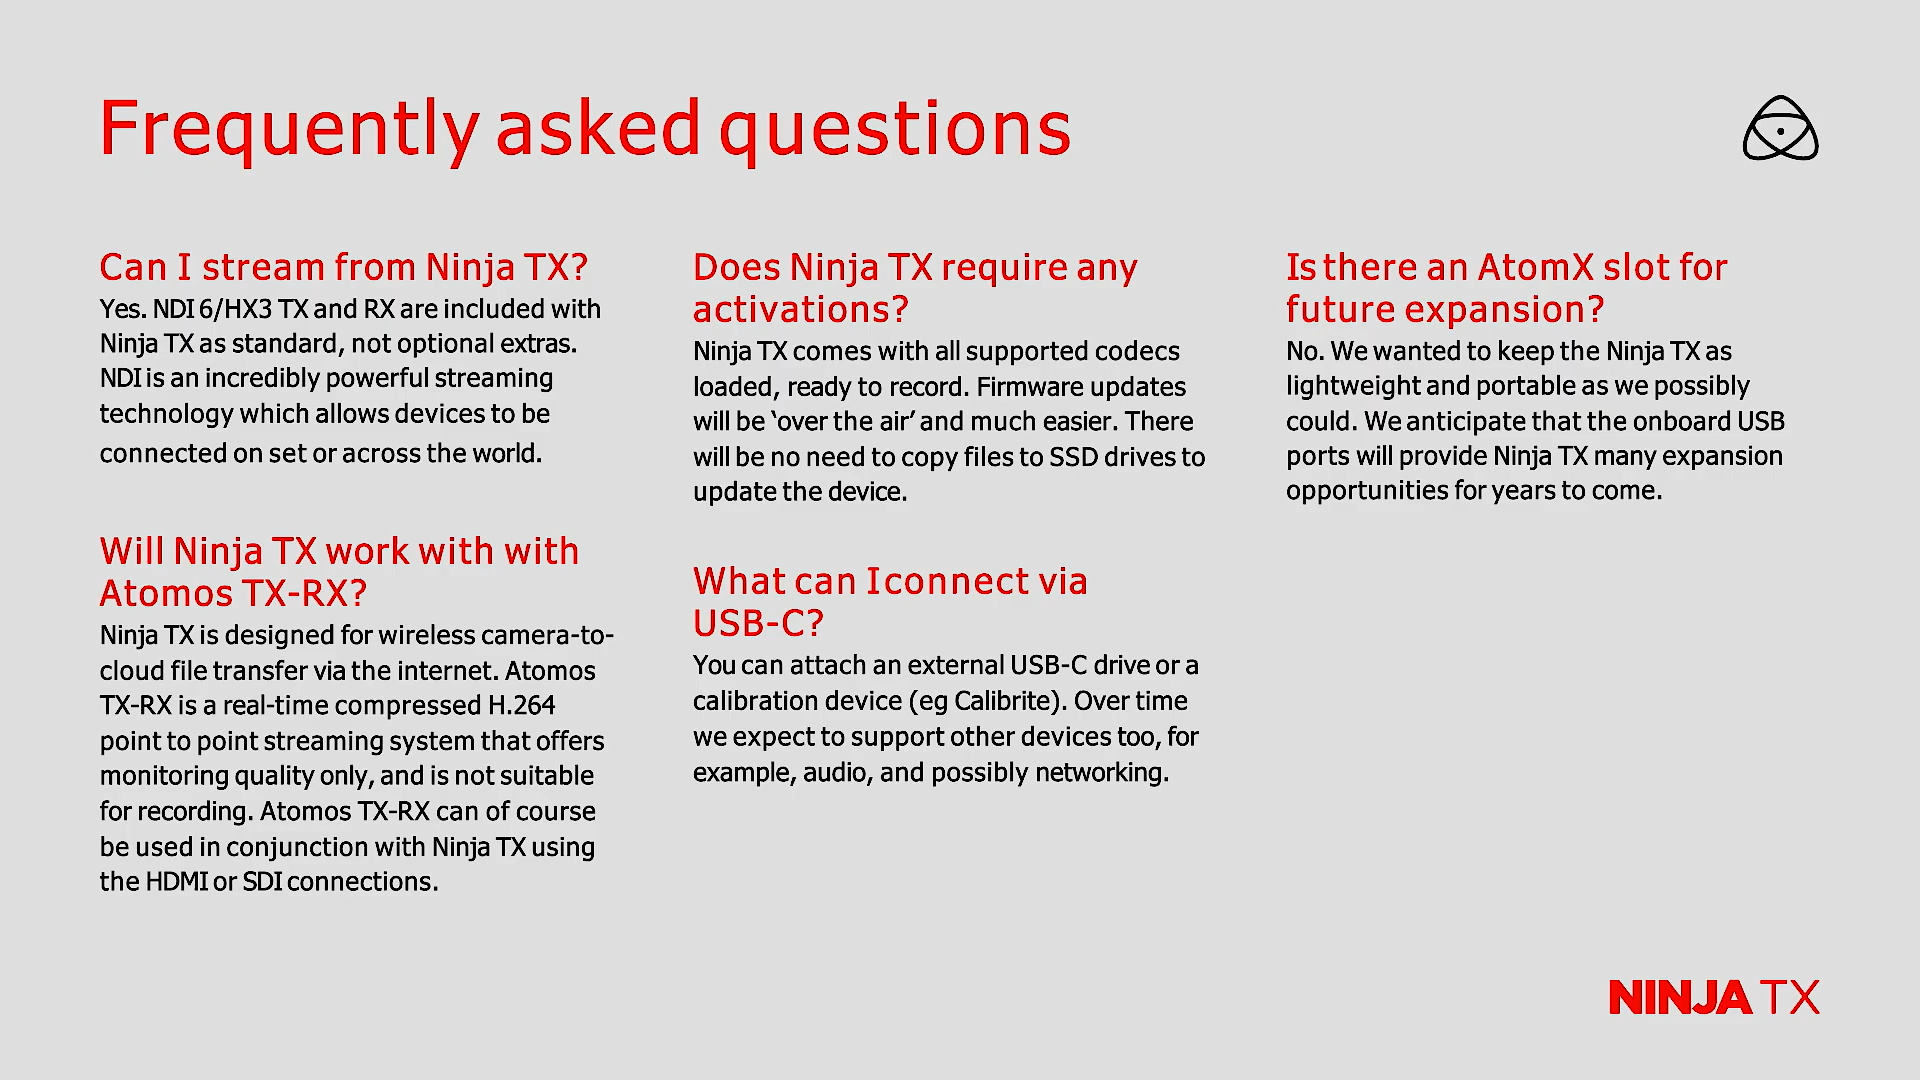 Frequently asked questions
Can I stream from Ninja TX?
Yes. NDI 6/HX3 TX and RX are included with
Ninja TX as standard, not optional extras.
NDI is an incredibly powerful streaming
technology which allows devices to be
connected on set or across the world.
Will Ninja TX work with with
Atomos TX-RX?
Ninja TX is designed for wireless camera-to-
cloud file transfer via the internet. Atomos
TX-RX is a real-time compressed H.264
point to point streaming system that offers
monitoring quality only, and is not suitable
for recording. Atomos TX-RX can of course
be used in conjunction with Ninja TX using
the HDMI or SDI connections.
Does Ninja TX require any
activations?
Ninja TX comes with all supported codecs
loaded, ready to record. Firmware updates
will be ‘over the air’ and much easier. There
will be no need to copy files to SSD drives to
update the device.
What can I connect via
USB-C?
You can attach an external USB-C drive or a
calibration device (eg Calibrite). Over time
we expect to support other devices too, for
example, audio, and possibly networking.
Is there an AtomX slot for
future expansion?
No. We wanted to keep the Ninja TX as
lightweight and portable as we possibly
could. We anticipate that the onboard USB
ports will provide Ninja TX many expansion
opportunities for years to come.
NINJA TX